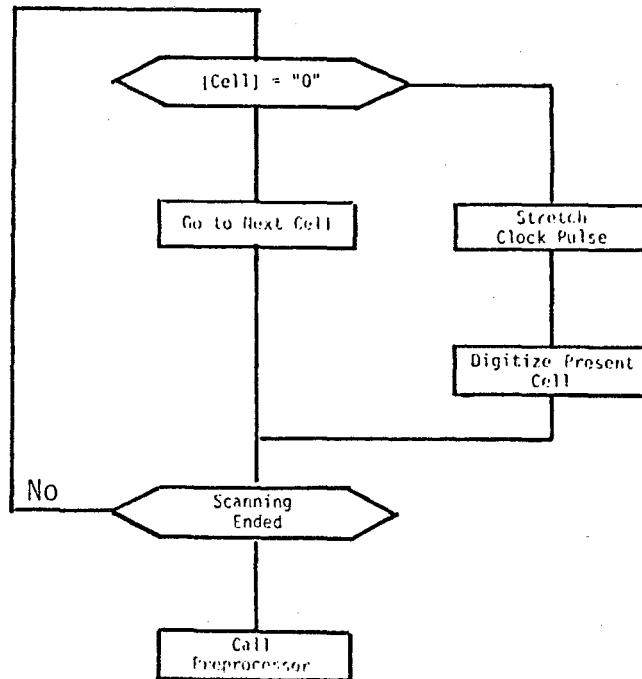 [Cell] = "0"
Go to Next Cell
Stretch
Clock Pulse
Digitize Present
Cell
No
Scanning
Ended
Call
Preprocessor